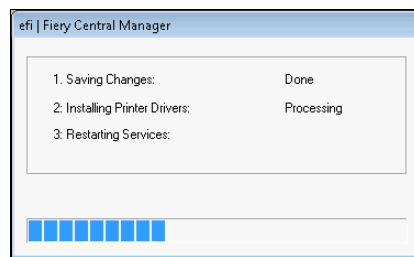 efi | Fiery Central Manager
1. Saving Changes: Done
2: Installing Printer Drivers: Processing
3: Restarting Services: